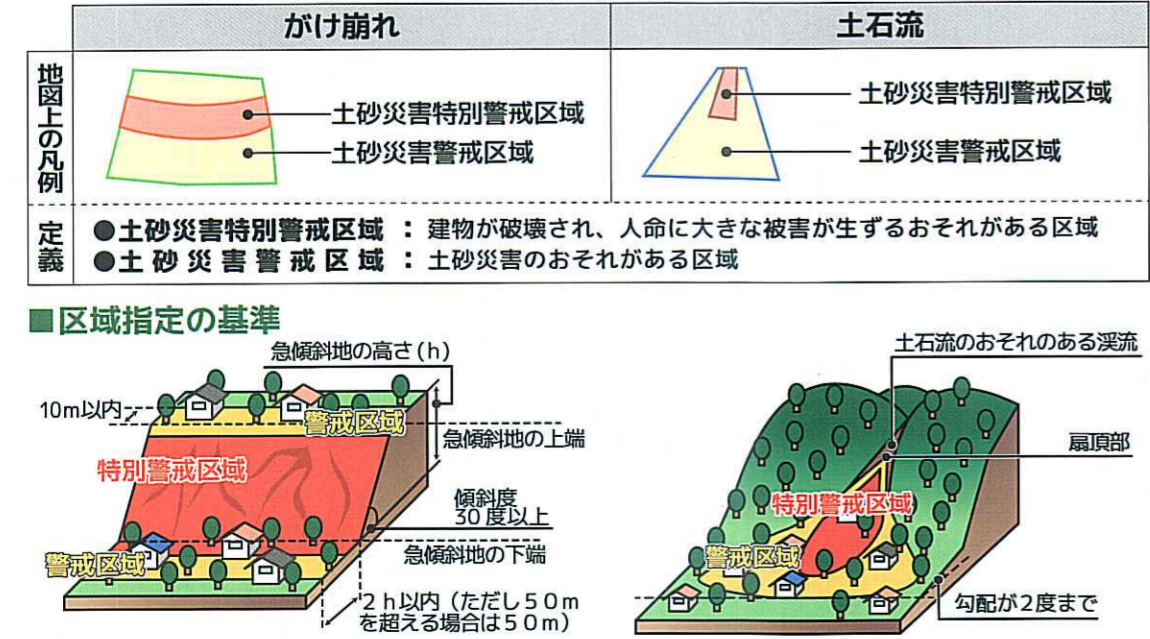 がけ崩れ
土石流
地図上の凡例
土砂災害特別警戒区域
土砂災害警戒区域
土砂災害特別警戒区域
土砂災害警戒区域
定義
●土砂災害特別警戒区域 : 建物が破壊され、人命に大きな被害が生ずるおそれがある区域
●土砂災害警戒区域 : 土砂災害のおそれがある区域
■区域指定の基準
急傾斜地の高さ(h)
10m以内
警戒区域
急傾斜地の上端
特別警戒区域
傾斜度
30度以上
急傾斜地の下端
警戒区域
2h以内(ただし50m
を超える場合は50m)
土石流のおそれのある渓流
扇頂部
特別警戒区域
警戒区域
勾配が2度まで